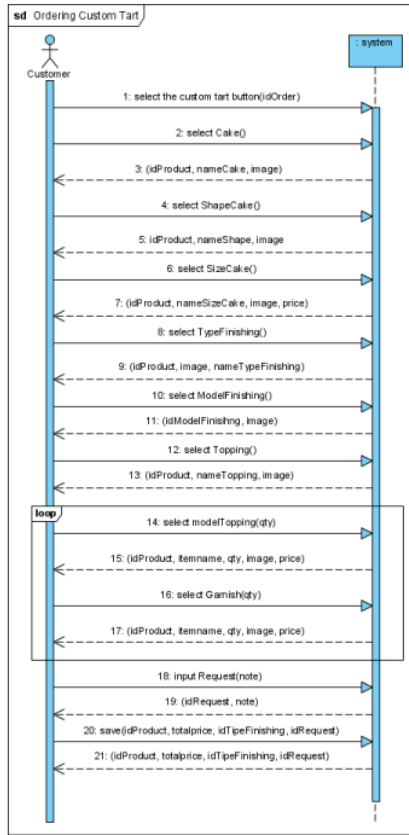 sd Ordering Custom Tart
Customer
: system
1: select the custom tart button(idOrder)
2: select Cake()
3: (idProduct, nameCake, image)
4: select ShapeCake()
5: idProduct, nameShape, image
6: select SizeCake()
7: (idProduct, nameSizeCake, image, price)
8: select TypeFinishing()
9: (idProduct, image, nameTypeFinishing)
10: select ModelFinishing()
11: (idModelFinisihng, image)
12: select Topping()
13: (idProduct, nameTopping, image)
loop
14: select modelTopping(qty)
15: (idProduct, itemname, qty, image, price)
16: select Garnish(qty)
17: (idProduct, itemname, qty, image, price)
18: input Request(note)
19: (idRequest, note)
20: save(idProduct, totalprice, idTipeFinishing, idRequest)
21: (idProduct, totalprice, idTipeFinishing, idRequest)